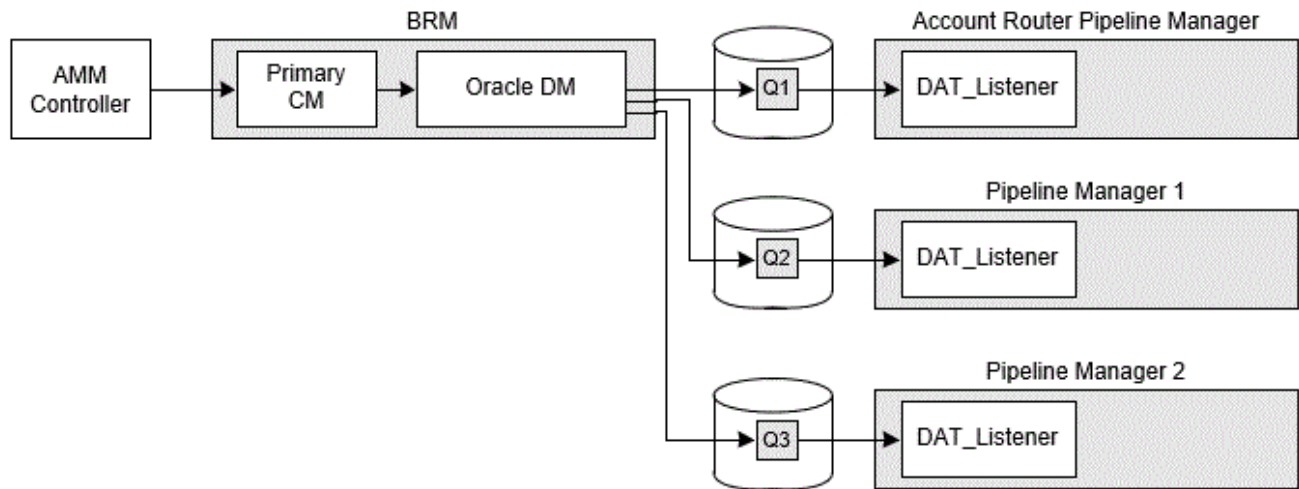 BRM
Account Router Pipeline Manager
AMM
Controller
Primary
CM
Oracle DM
Q1
DAT_Listener
Pipeline Manager 1
Q2
DAT_Listener
Pipeline Manager 2
Q3
DAT_Listener